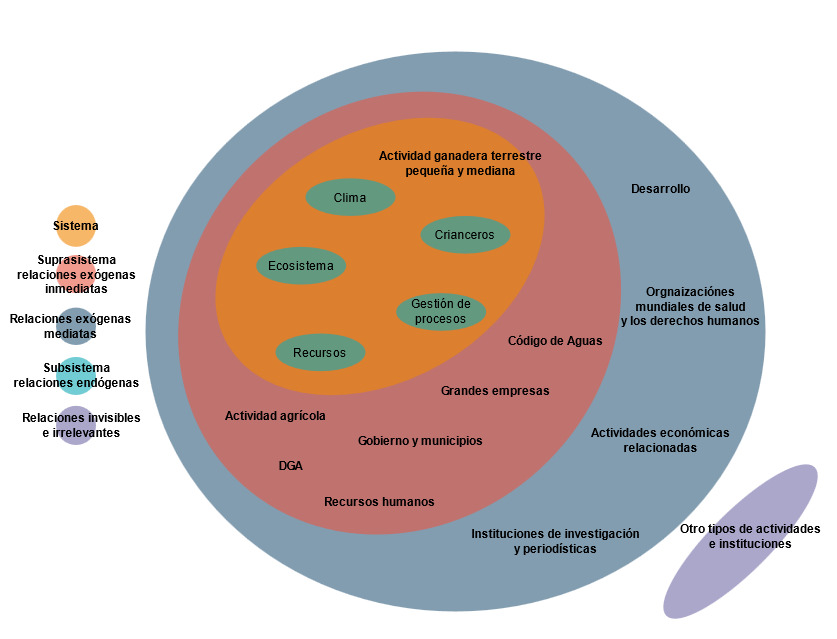 Sistema
Suprasistema
relaciones exógenas
inmediatas
Relaciones exógenas
mediatas
Subsistema
relaciones endógenas
Relaciones invisibles
e irrelevantes
Actividad ganadera terrestre
pequeña y mediana
Clima
Crianceros
Ecosistema
Gestión de
procesos
Recursos
Código de Aguas
Grandes empresas
Actividad agrícola
Gobierno y municipios
DGA
Recursos humanos
Desarrollo
Orgnaizaciónes
mundiales de salud
y los derechos humanos
Actividades económicas
relacionadas
Instituciones de investigación
y periodísticas
Otro tipos de actividades
e instituciones